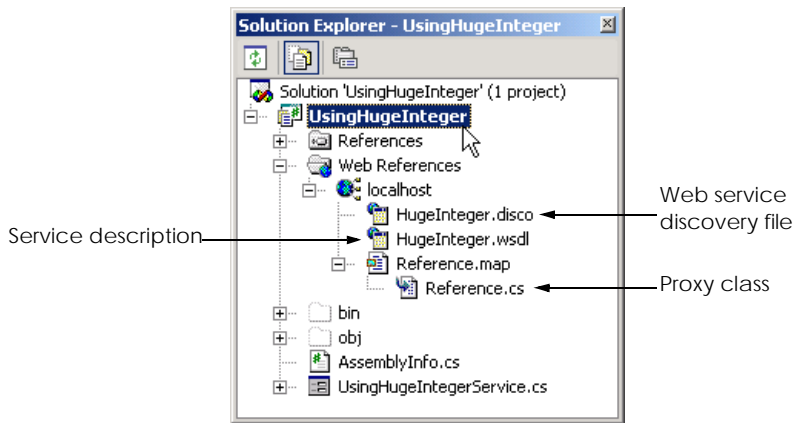 Solution Explorer - UsingHugeInteger
Solution 'UsingHugeInteger' (1 project)
UsingHugeInteger
References
Web References
localhost
HugeInteger.disco
Web service
discovery file
Service description
HugeInteger.wsdl
Reference.map
Reference.cs
Proxy class
bin
obj
AssemblyInfo.cs
UsingHugeIntegerService.cs